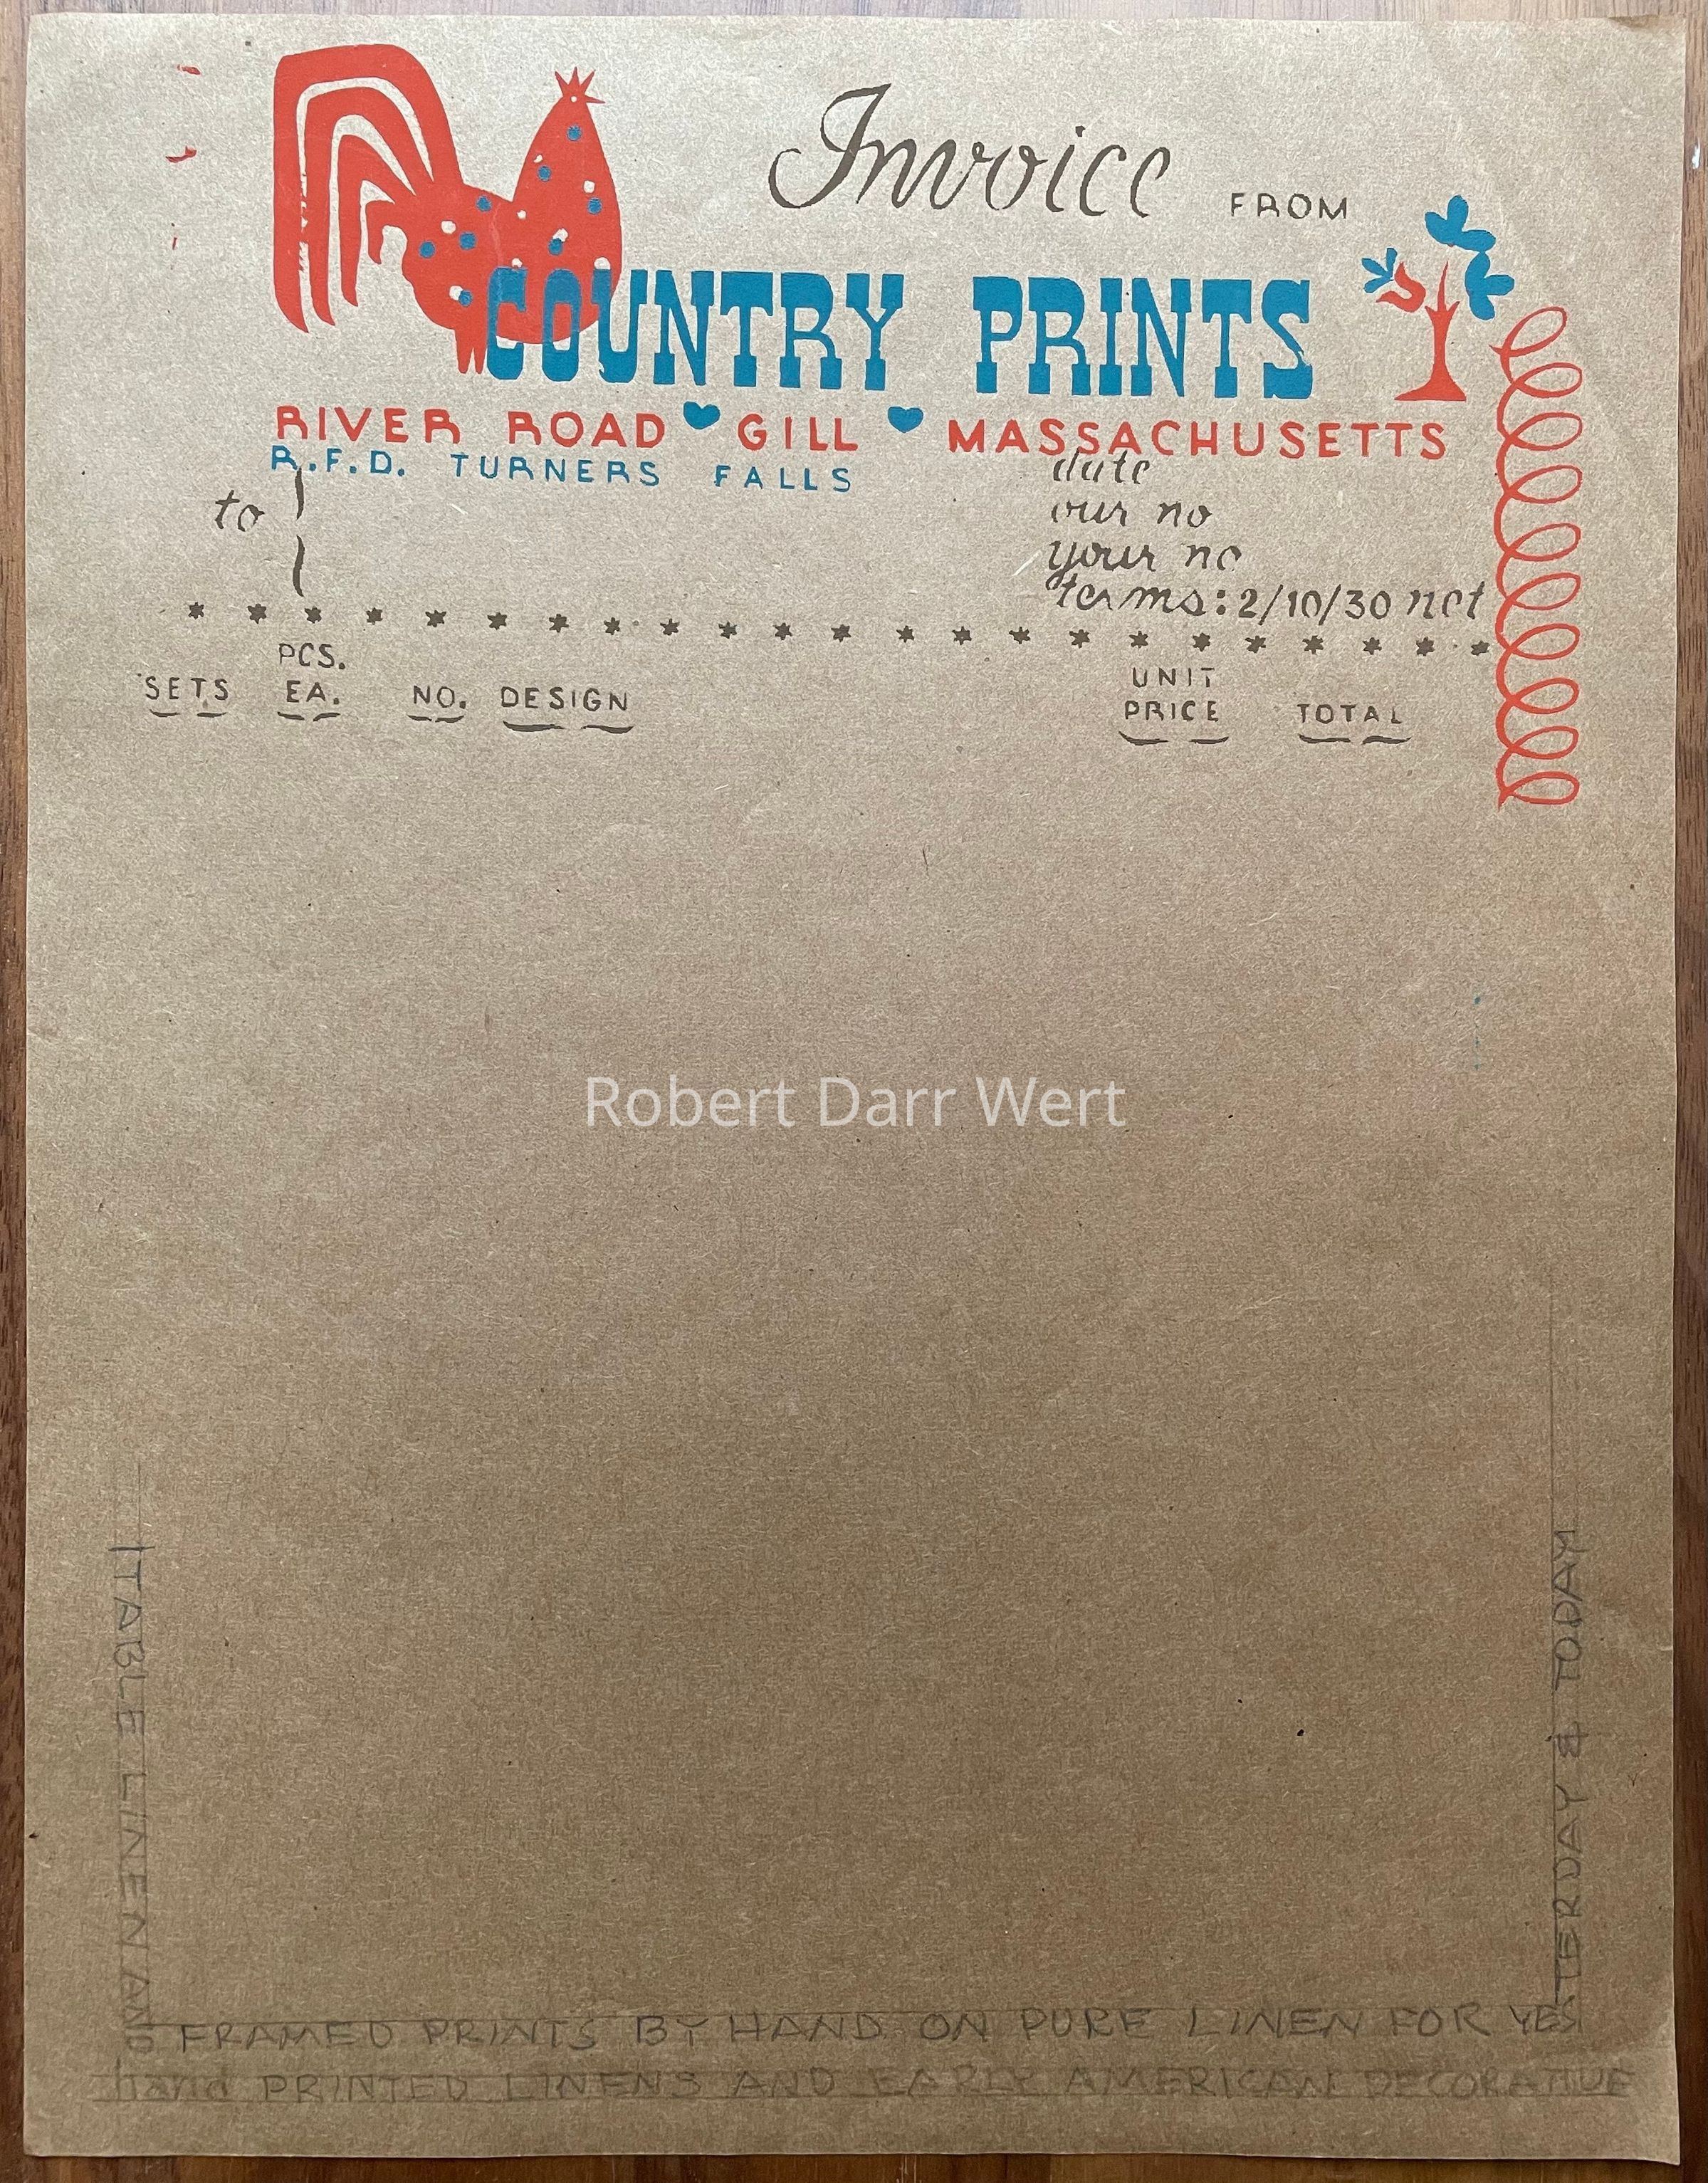 Invoice FROM
COUNTRY PRINTS
RIVER ROAD GILL MASSACHUSETTS
R.F.D. TURNERS FALLS
date
to
our no
your no
terms: 2/10/30 net
* * * * * * * * * * * * * * * * * * * * * *
SETS
PCS.
EA.
NO.
DESIGN
UNIT
PRICE
TOTAL
Robert Darr Wert
TABLE LINEN AND
FRAMED PRINTS BY HAND ON PURE LINEN FOR YES
TERDAY & TODAY
hand PRINTED LINENS AND EARLY AMERICAN DECORATIVE